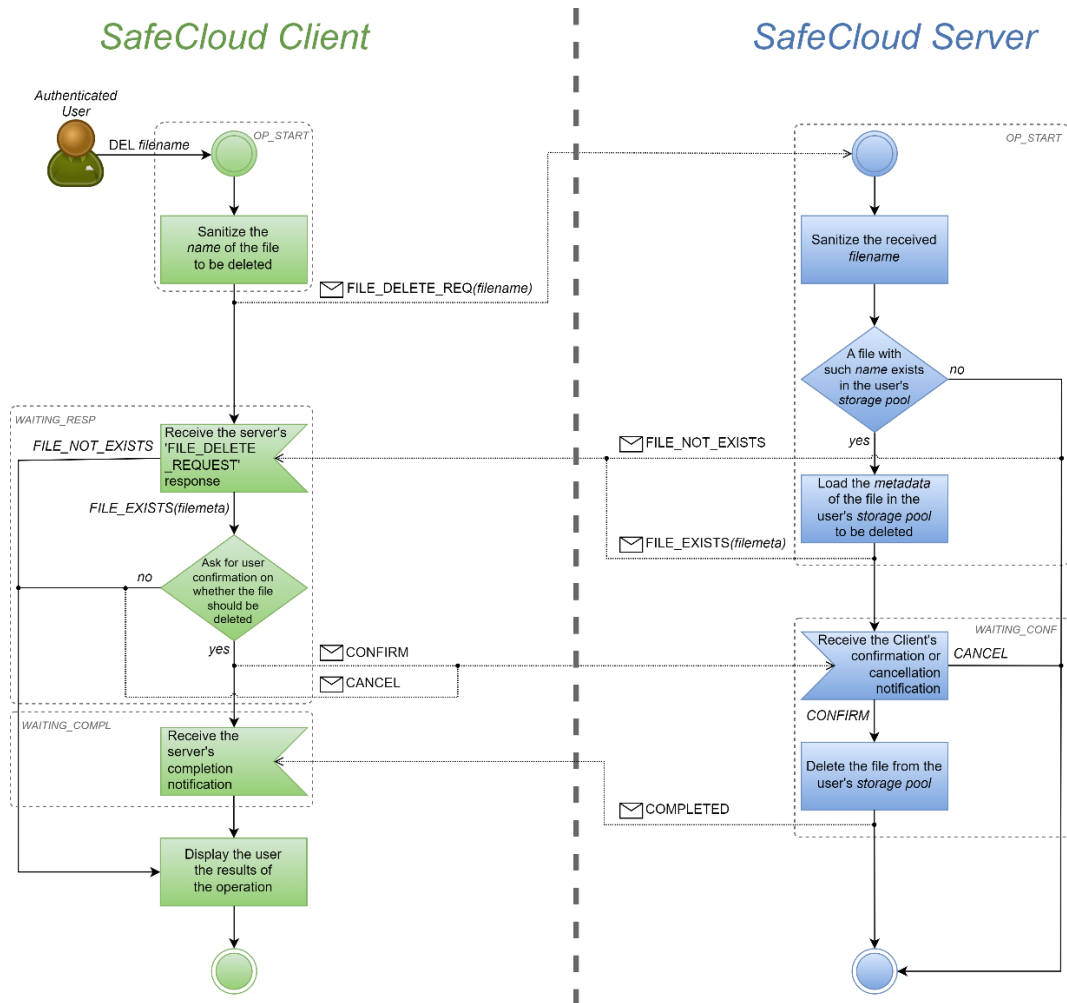 SafeCloud Client
SafeCloud Server
Authenticated
User
DEL filename
OP_START
Sanitize the
name of the file
to be deleted
FILE_DELETE_REQ(filename)
OP_START
Sanitize the received
filename
A file with
such name exists
in the user's
storage pool
no
yes
WAITING_RESP
FILE_NOT_EXISTS
Receive the server's
'FILE_DELETE
_REQUEST'
response
FILE_NOT_EXISTS
Load the metadata
of the file in the
user's storage pool
to be deleted
FILE_EXISTS(filemeta)
FILE_EXISTS(filemeta)
Ask for user
confirmation on
whether the file
should be
deleted
no
yes
CONFIRM
CANCEL
WAITING_CONF
Receive the Client's
confirmation or
cancellation
notification
CANCEL
CONFIRM
WAITING_COMPL
Receive the
server's
completion
notification
Delete the file from the
user's storage pool
COMPLETED
Display the user
the results of
the operation